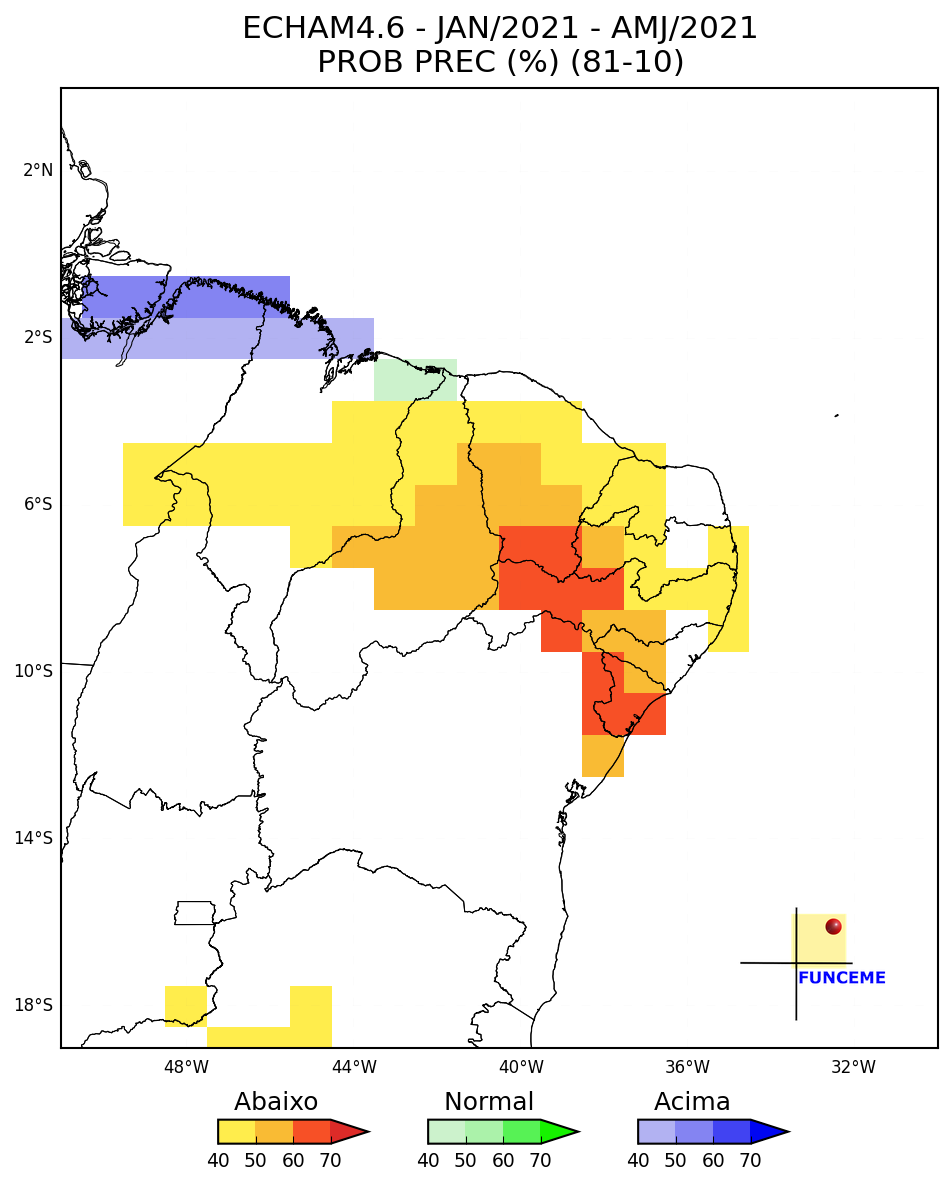 ECHAM4.6 - JAN/2021 - AMJ/2021
PROB PREC (%) (81-10)
2°N
2°S
6°S
10°S
14°S
18°S
FUNCEME
48°W 44°W 40°W 36°W 32°W
Abaixo Normal Acima
40 50 60 70 40 50 60 70 40 50 60 70